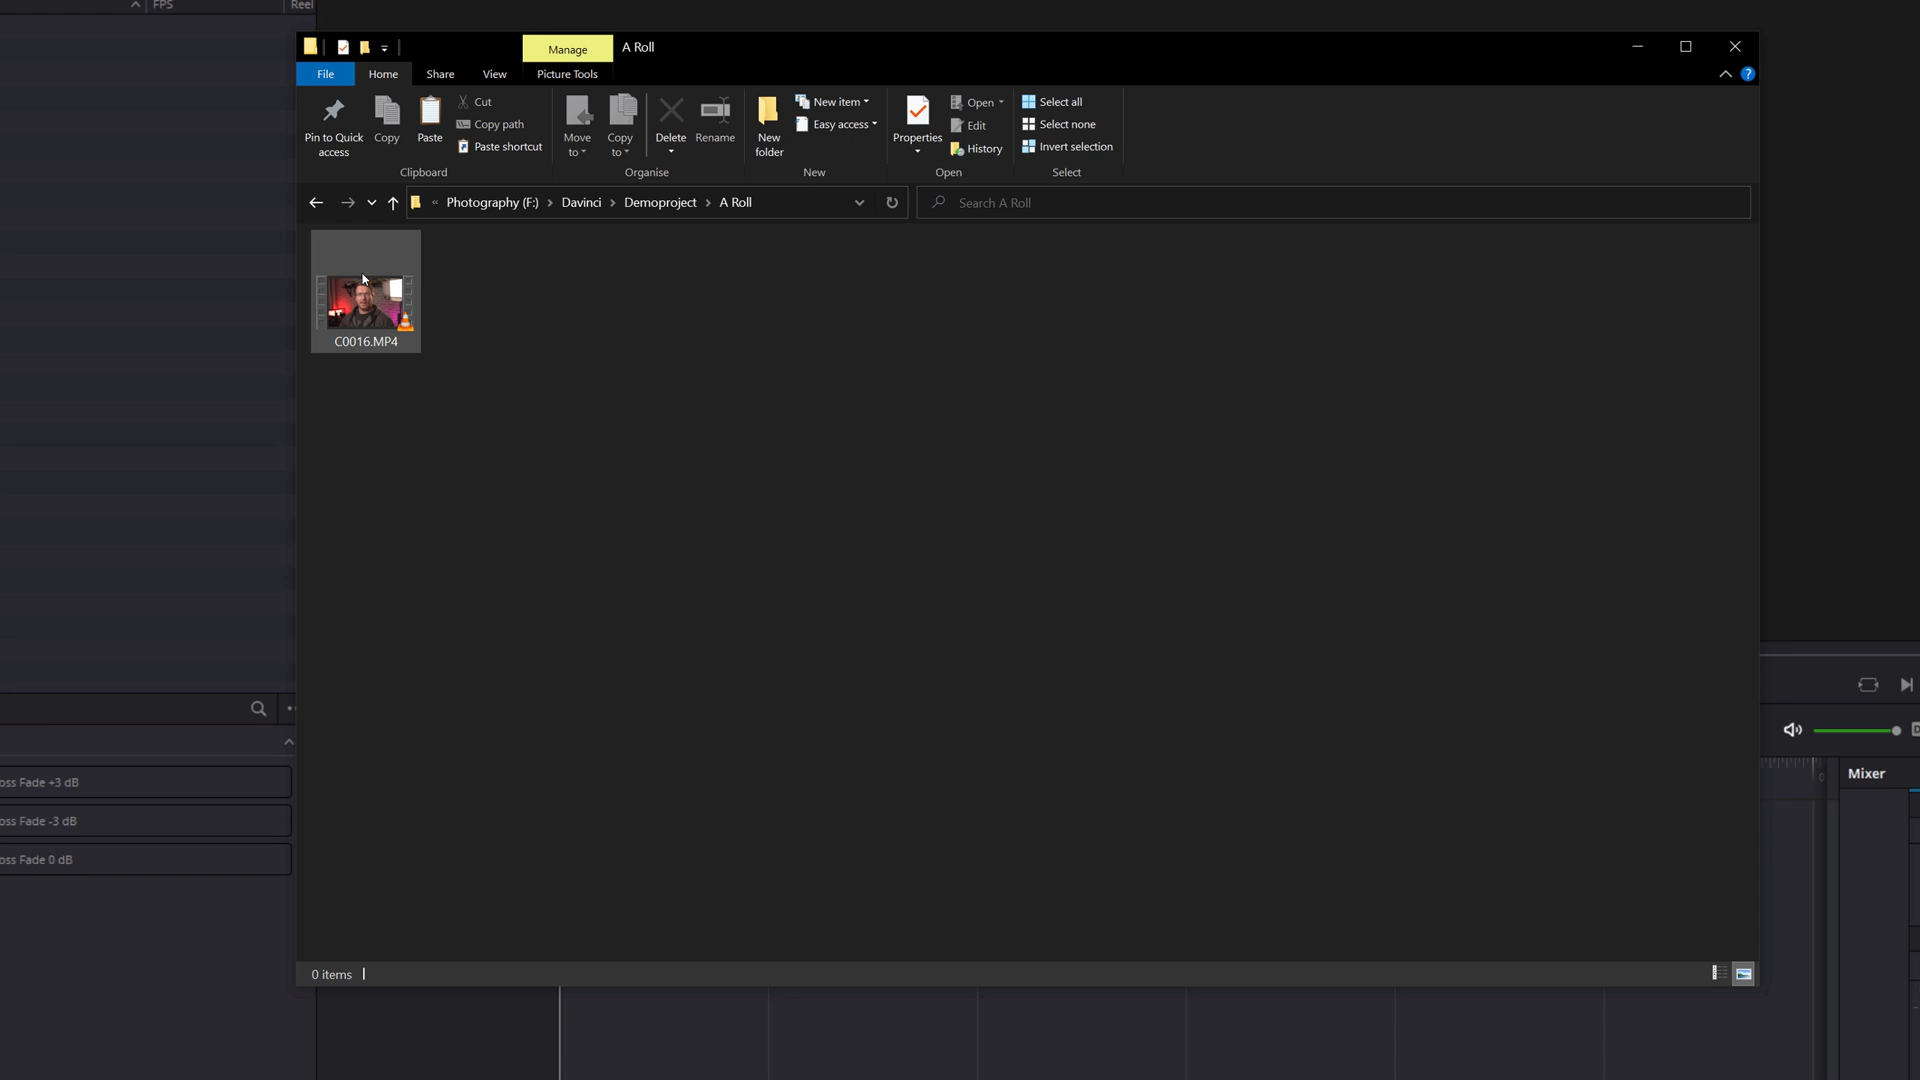 FPS
Reel
Manage
A Roll
File
Home
Share
View
Picture Tools
Pin to Quick access
Copy
Paste
Cut
Copy path
Paste shortcut
Clipboard
Move to
Copy to
Delete
Rename
Organise
New folder
New item
Easy access
New
Properties
Open
Edit
History
Open
Select all
Select none
Invert selection
Select
« Photography (F:) > Davinci > Demoproject > A Roll
Search A Roll
C0016.MP4
oss Fade +3 dB
oss Fade -3 dB
oss Fade 0 dB
Mixer
0 items